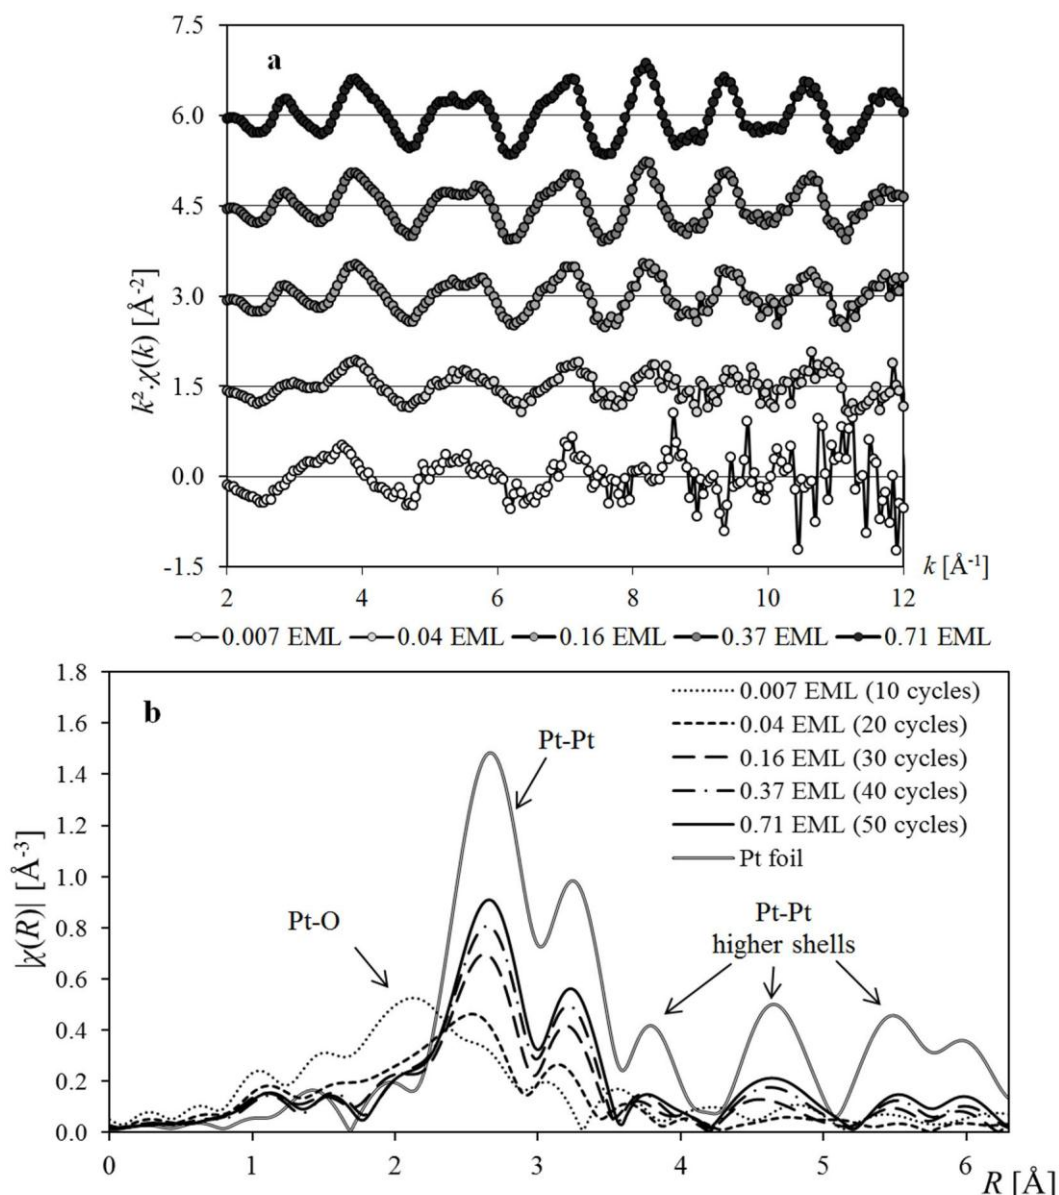 a
7.5
6.0
4.5
3.0
1.5
0.0
-1.5
k²·χ(k) [Å⁻²]
k [Å⁻¹]
2 4 6 8 10 12
0.007 EML 0.04 EML 0.16 EML 0.37 EML 0.71 EML
b
1.8
1.6
1.4
1.2
1.0
0.8
0.6
0.4
0.2
0.0
|χ(R)| [Å⁻³]
0.007 EML (10 cycles)
0.04 EML (20 cycles)
0.16 EML (30 cycles)
0.37 EML (40 cycles)
0.71 EML (50 cycles)
Pt foil
Pt-Pt
Pt-O
Pt-Pt
higher shells
0 1 2 3 4 5 6
R [Å]